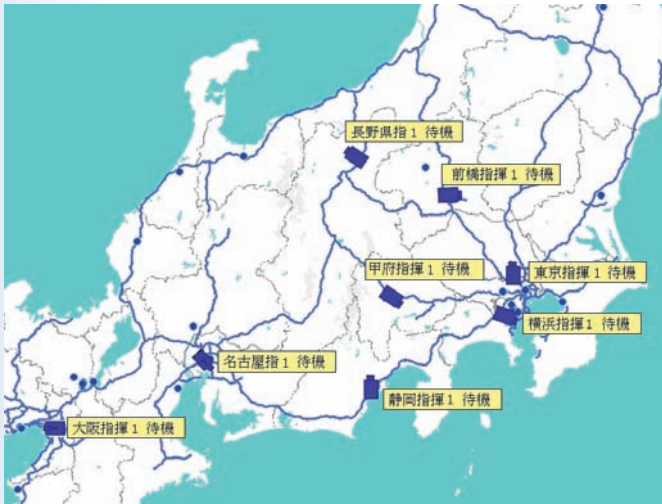 長野県指1 待機
前橋指揮1 待機
甲府指揮1 待機
東京指揮1 待機
横浜指揮1 待機
名古屋指1 待機
静岡指揮1 待機
大阪指揮1 待機